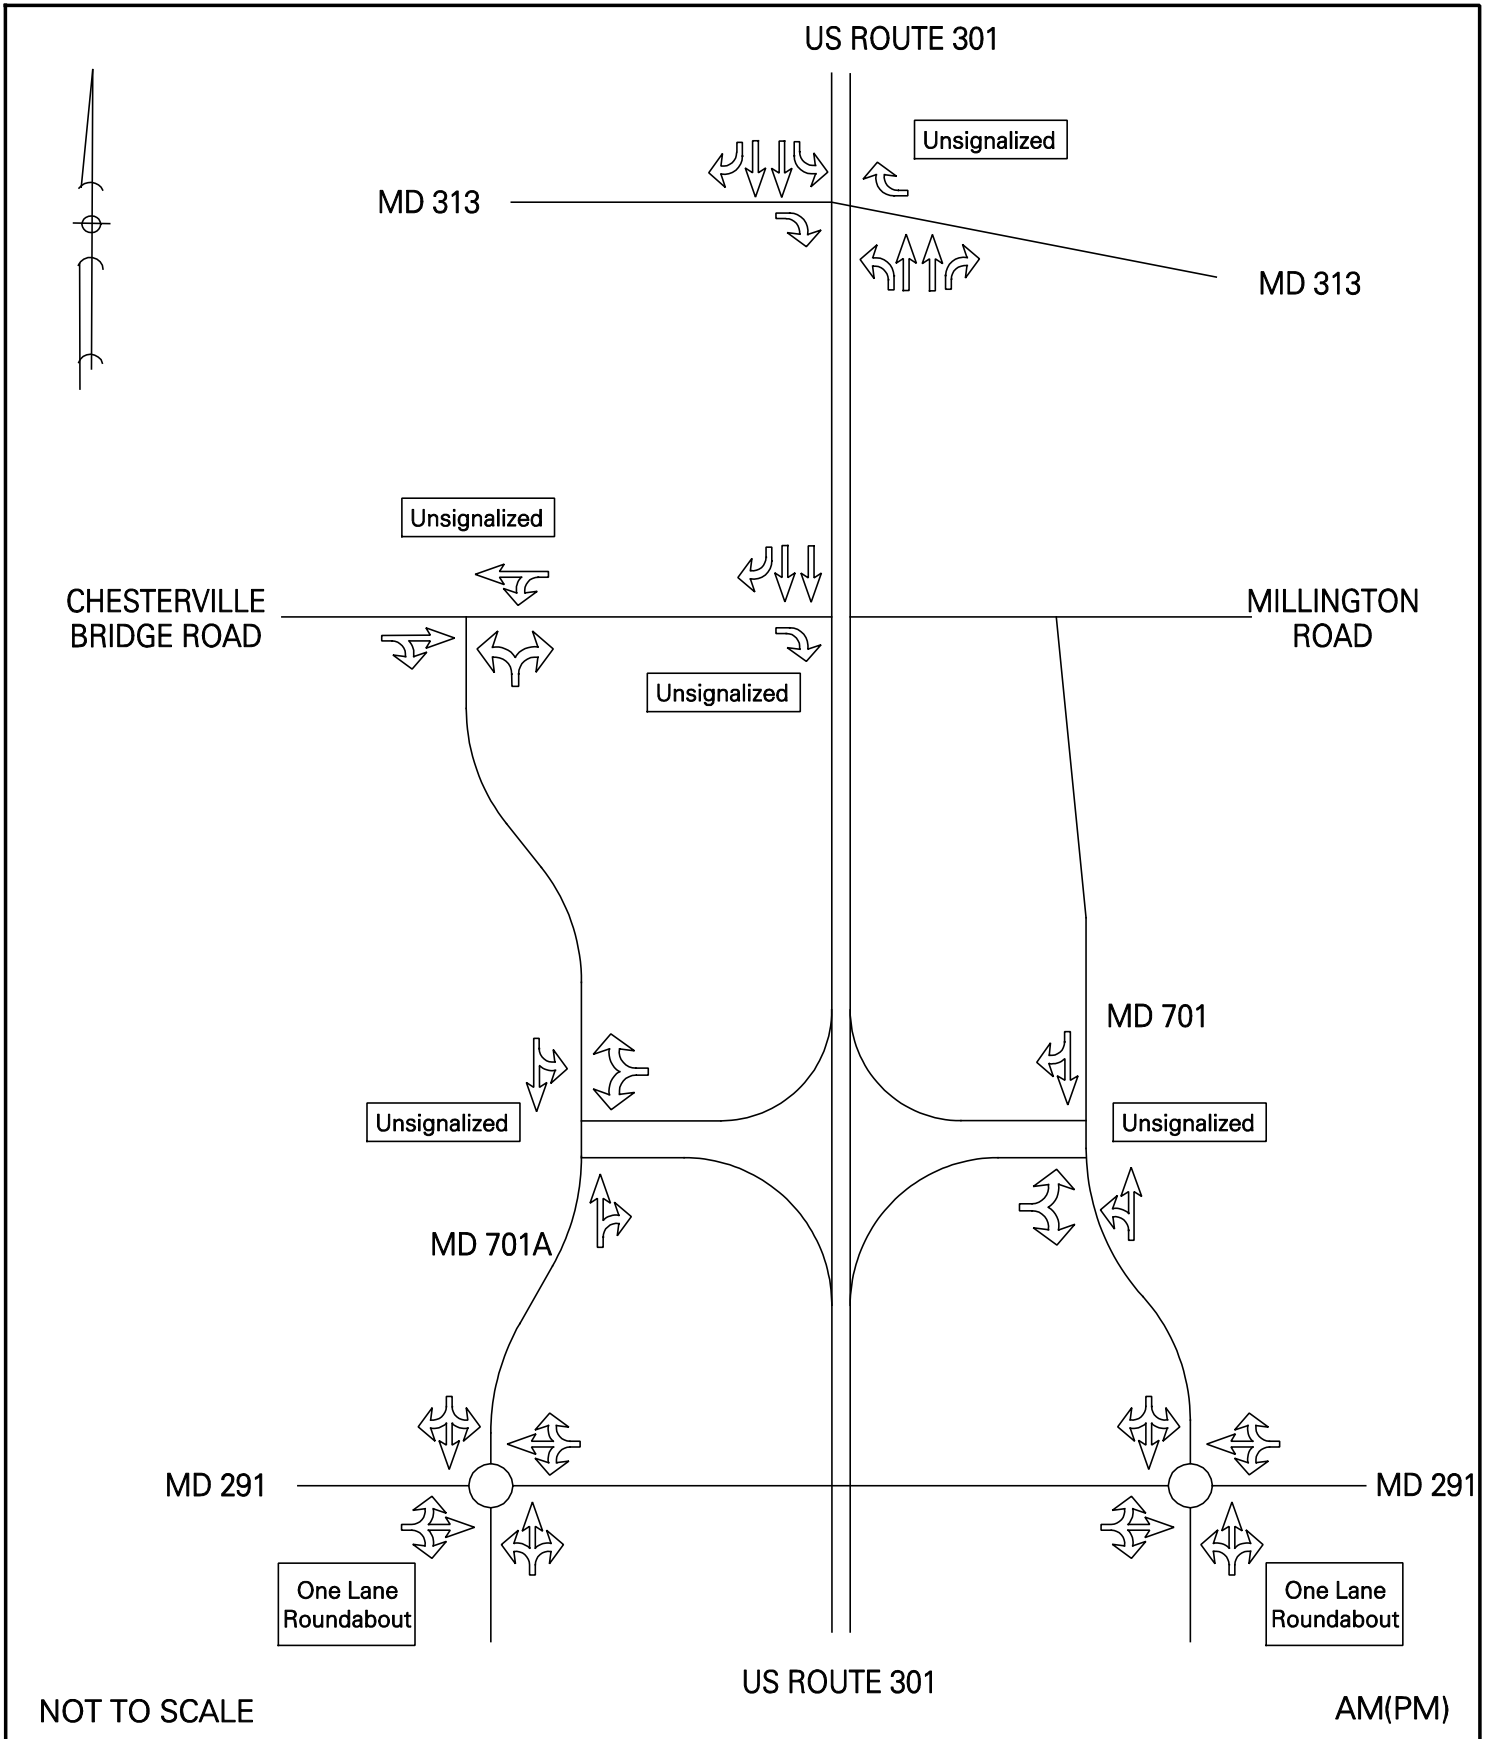 US ROUTE 301
Unsignalized
MD 313
MD 313
Unsignalized
CHESTERVILLE
BRIDGE ROAD
MILLINGTON
ROAD
Unsignalized
MD 701
Unsignalized
Unsignalized
MD 701A
MD 291
MD 291
One Lane
Roundabout
One Lane
Roundabout
US ROUTE 301
NOT TO SCALE
AM(PM)